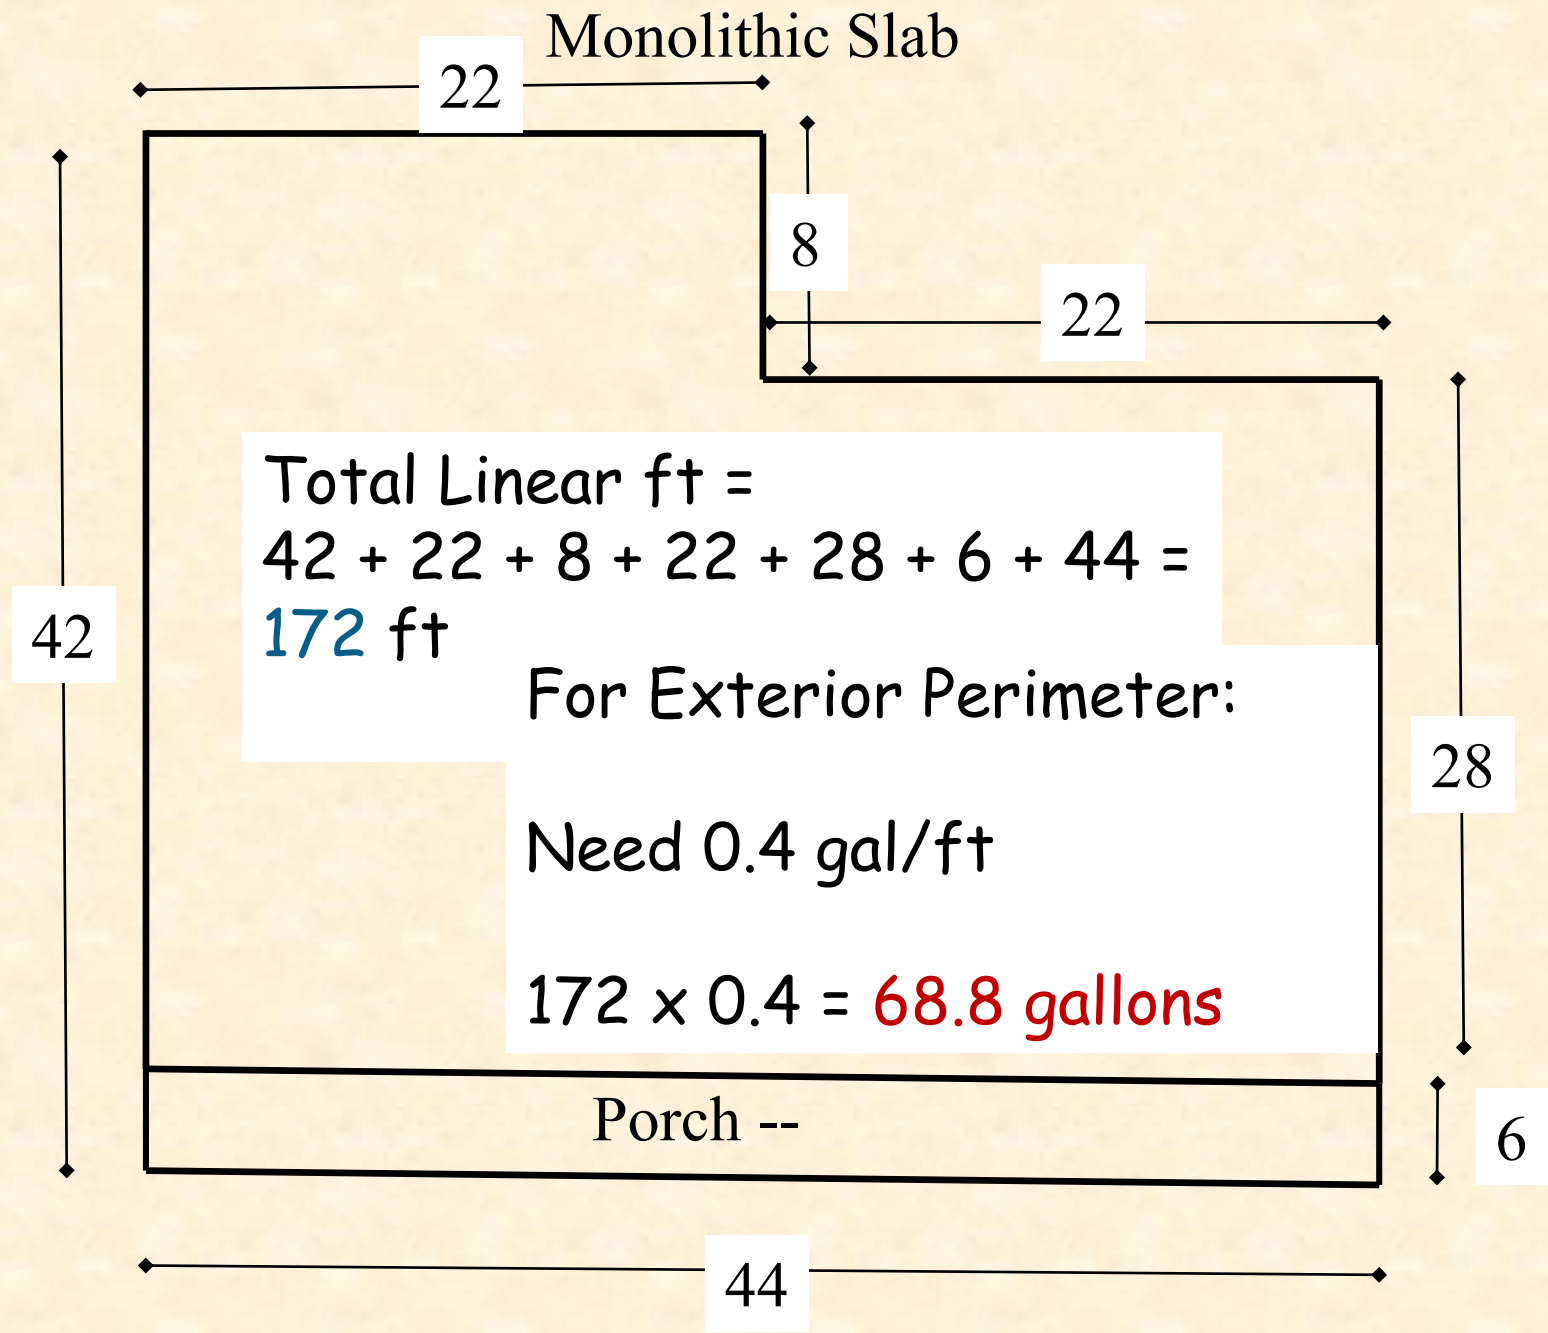 Monolithic Slab
22
8
22
Total Linear ft =
42 + 22 + 8 + 22 + 28 + 6 + 44 =
172 ft
42
For Exterior Perimeter:
28
Need 0.4 gal/ft
172 x 0.4 = 68.8 gallons
Porch --
6
44